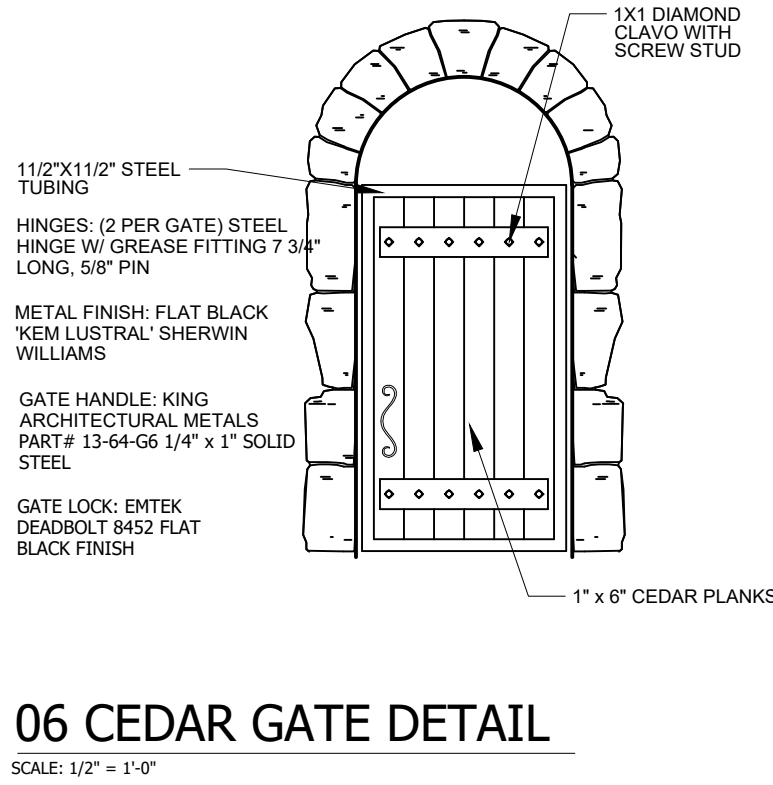 1X1 DIAMOND
CLAVO WITH
SCREW STUD
11/2"X11/2" STEEL
TUBING
HINGES: (2 PER GATE) STEEL
HINGE W/ GREASE FITTING 7 3/4"
LONG, 5/8" PIN
METAL FINISH: FLAT BLACK
'KEM LUSTRAL' SHERWIN
WILLIAMS
GATE HANDLE: KING
ARCHITECTURAL METALS
PART# 13-64-G6 1/4" x 1" SOLID
STEEL
GATE LOCK: EMTEK
DEADBOLT 8452 FLAT
BLACK FINISH
1" x 6" CEDAR PLANKS
06 CEDAR GATE DETAIL
SCALE: 1/2" = 1'-0"